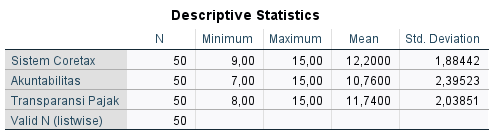 Descriptive Statistics
N Minimum Maximum Mean Std. Deviation
Sistem Coretax 50 9,00 15,00 12,2000 1,88442
Akuntabilitas 50 7,00 15,00 10,7600 2,39523
Transparansi Pajak 50 8,00 15,00 11,7400 2,03851
Valid N (listwise) 50